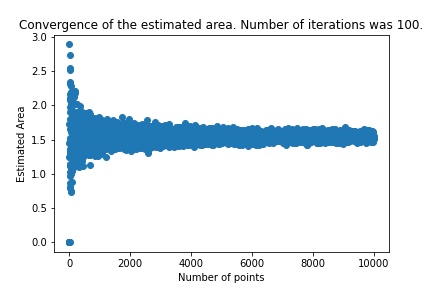 Convergence of the estimated area. Number of iterations was 100.
3.0
2.5
2.0
1.5
1.0
0.5
0.0
Estimated Area
0 2000 4000 6000 8000 10000
Number of points